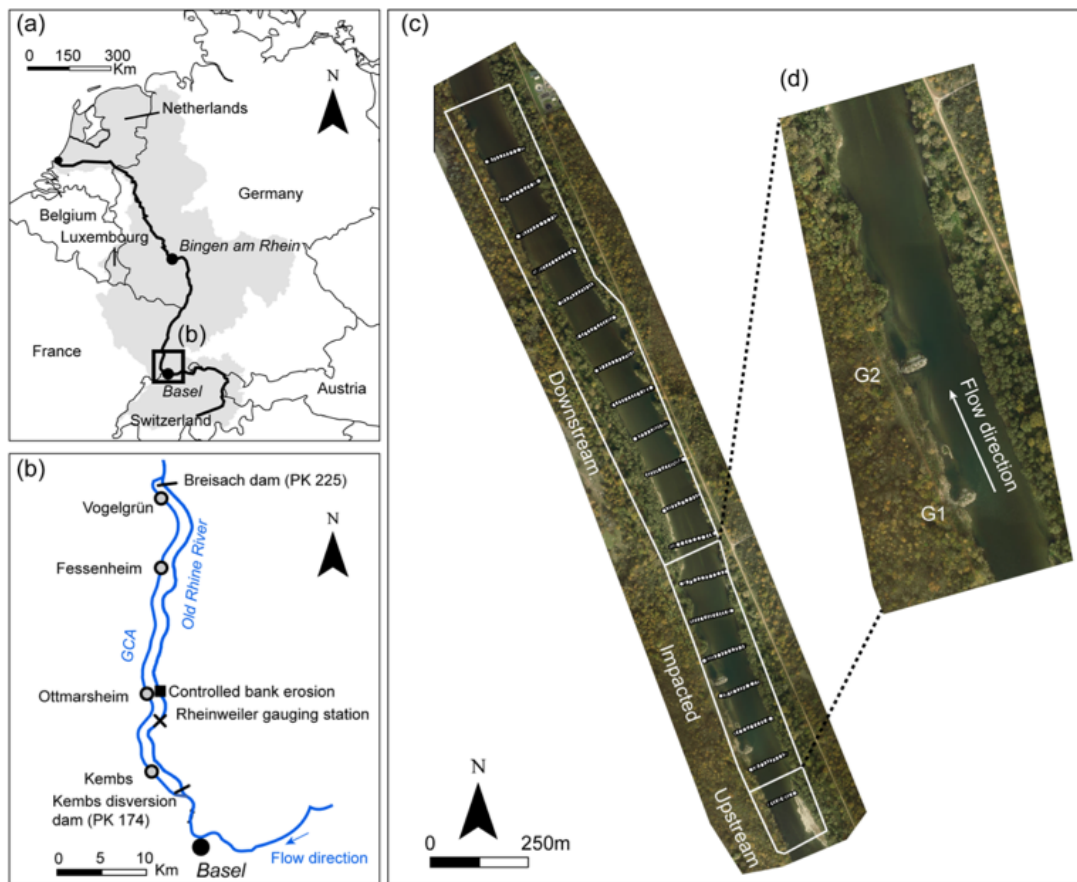 (a)
0 150 300
Km
N
Netherlands
Germany
Belgium
Luxembourg
Bingen am Rhein
France
(b)
Basel
Austria
Switzerland
(b)
Breisach dam (PK 225)
Vogelgrün
N
Fessenheim
Old Rhine River
GCA
Ottmarsheim
Controlled bank erosion
Rheinweiler gauging station
Kembs
Kembs disversion
dam (PK 174)
0 5 10
Km
Basel
Flow direction
(c)
Downstream
Impacted
Upstream
N
0 250m
(d)
G2
Flow direction
G1